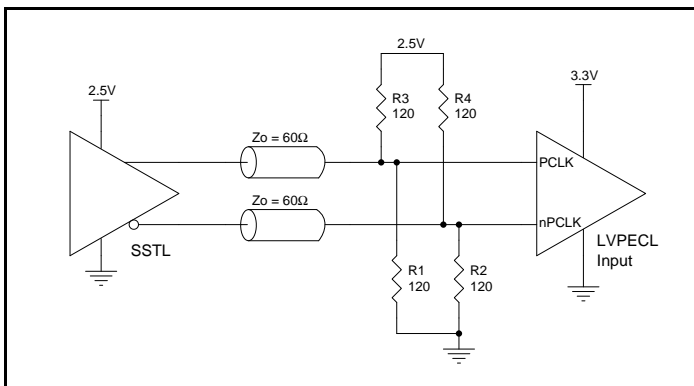 2.5V
3.3V
2.5V
R3
120
R4
120
Zo = 60Ω
PCLK
Zo = 60Ω
nPCLK
SSTL
LVPECL
Input
R1
120
R2
120